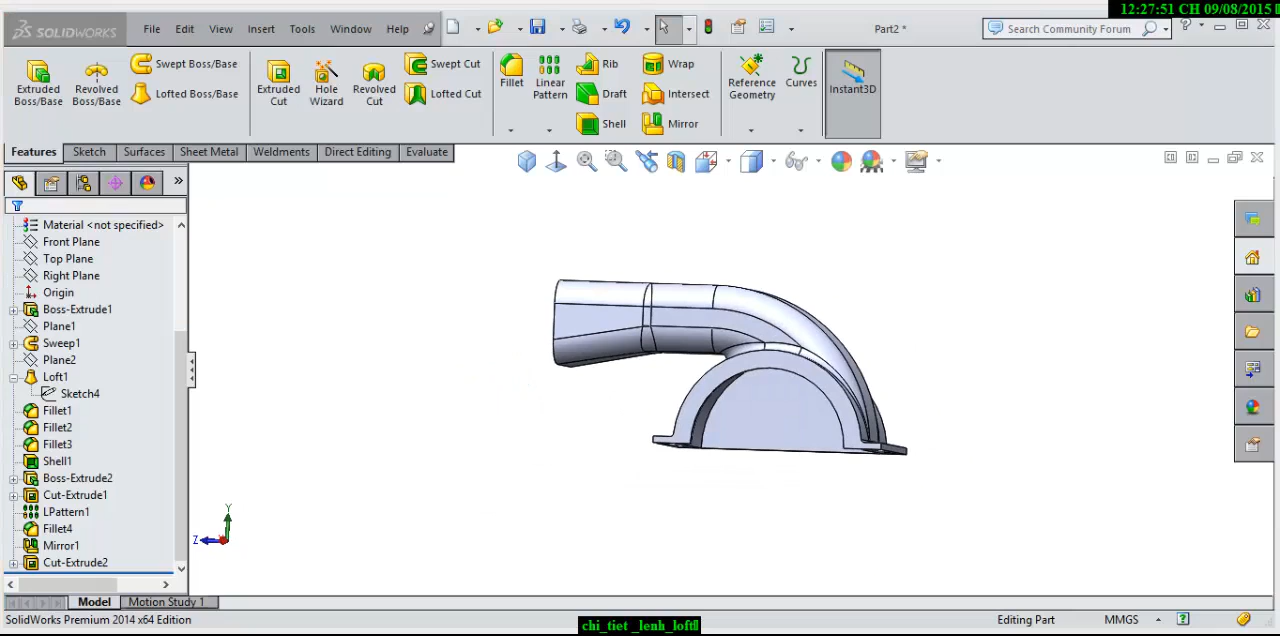 12:27:51 CH 09/08/2015
SOLIDWORKS File Edit View Insert Tools Window Help Part2 * Search Community Forum ?
Extruded Boss/Base
Revolved Boss/Base
Swept Boss/Base
Lofted Boss/Base
Extruded Cut
Hole Wizard
Revolved Cut
Swept Cut
Lofted Cut
Fillet
Linear Pattern
Rib
Draft
Shell
Wrap
Intersect
Mirror
Reference Geometry
Curves
Instant3D
Features Sketch Surfaces Sheet Metal Weldments Direct Editing Evaluate
Material <not specified>
Front Plane
Top Plane
Right Plane
Origin
Boss-Extrude1
Plane1
Sweep1
Plane2
Loft1
Sketch4
Fillet1
Fillet2
Fillet3
Shell1
Boss-Extrude2
Cut-Extrude1
LPattern1
Fillet4
Mirror1
Cut-Extrude2
Y
Z
Model Motion Study 1
SolidWorks Premium 2014 x64 Edition Editing Part MMGS ?
chi_tiet _lenh_loft